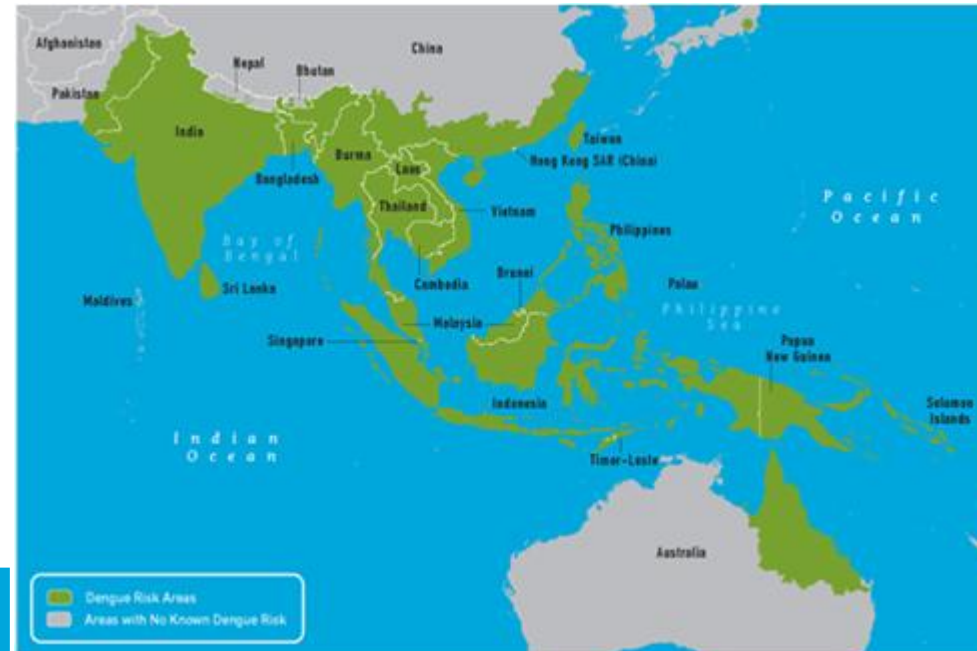 Afghanistan
China
Nepal
Bhutan
Pakistan
India
Taiwan
Burma
Hong Kong SAR (China)
Laos
Bangladesh
Thailand
Vietnam
Pacific
Ocean
Philippines
Bay of
Bengal
Brunei
Cambodia
Palau
Sri Lanka
Maldives
Philippine
Sea
Malaysia
Singapore
Papua
New Guinea
Indonesia
Solomon
Islands
Indian
Ocean
Timor-Leste
Australia
Dengue Risk Areas
Areas with No Known Dengue Risk